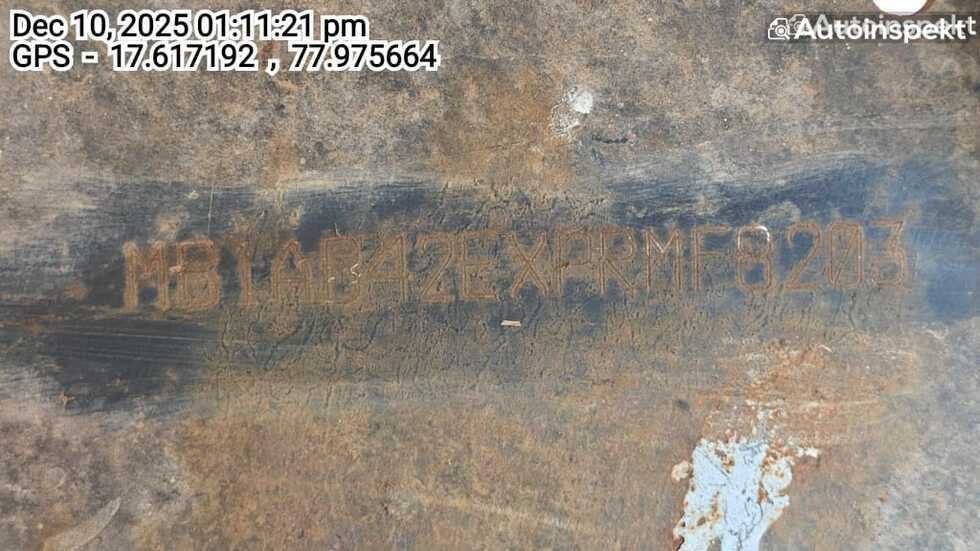 Dec 10, 2025 01:11:21 pm
GPS - 17.617192 , 77.975664
Autoinspekt
MB1AB42EXPRMF8203